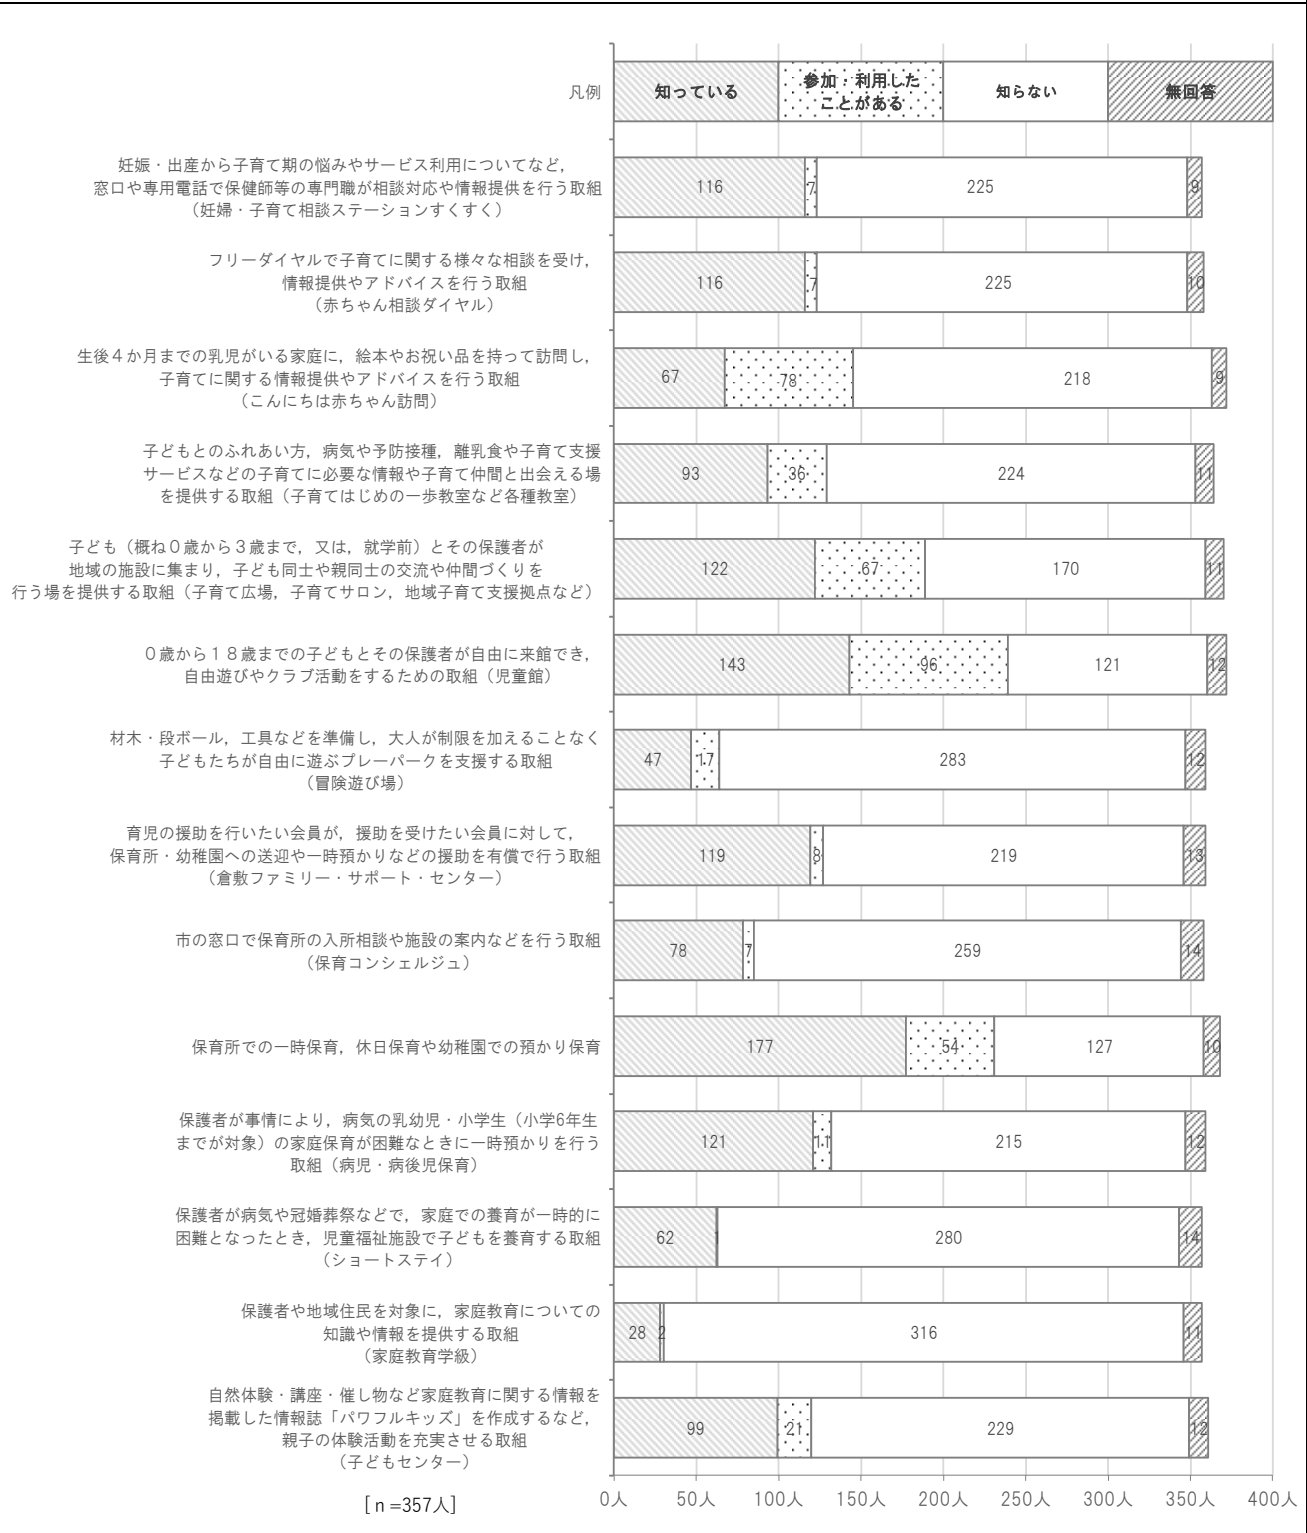 凡例
知っている
参加・利用した
ことがある
知らない
無回答
妊娠・出産から子育て期の悩みやサービス利用についてなど，
窓口や専用電話で保健師等の専門職が相談対応や情報提供を行う取組
（妊婦・子育て相談ステーションすくすく）
116 7 225 9
フリーダイヤルで子育てに関する様々な相談を受け，
情報提供やアドバイスを行う取組
（赤ちゃん相談ダイヤル）
116 7 225 10
生後４か月までの乳児がいる家庭に，絵本やお祝い品を持って訪問し，
子育てに関する情報提供やアドバイスを行う取組
（こんにちは赤ちゃん訪問）
67 78 218 9
子どもとのふれあい方，病気や予防接種，離乳食や子育て支援
サービスなどの子育てに必要な情報や子育て仲間と出会える場
を提供する取組（子育てはじめの一歩教室など各種教室）
93 36 224 11
子ども（概ね０歳から３歳まで，又は，就学前）とその保護者が
地域の施設に集まり，子ども同士や親同士の交流や仲間づくりを
行う場を提供する取組（子育て広場，子育てサロン，地域子育て支援拠点など）
122 67 170 11
０歳から１８歳までの子どもとその保護者が自由に来館でき，
自由遊びやクラブ活動をするための取組（児童館）
143 96 121 12
材木・段ボール，工具などを準備し，大人が制限を加えることなく
子どもたちが自由に遊ぶプレーパークを支援する取組
（冒険遊び場）
47 17 283 12
育児の援助を行いたい会員が，援助を受けたい会員に対して，
保育所・幼稚園への送迎や一時預かりなどの援助を有償で行う取組
（倉敷ファミリー・サポート・センター）
119 8 219 13
市の窓口で保育所の入所相談や施設の案内などを行う取組
（保育コンシェルジュ）
78 7 259 14
保育所での一時保育，休日保育や幼稚園での預かり保育
177 54 127 10
保護者が事情により，病気の乳幼児・小学生（小学6年生
までが対象）の家庭保育が困難なときに一時預かりを行う
取組（病児・病後児保育）
121 11 215 12
保護者が病気や冠婚葬祭などで，家庭での養育が一時的に
困難となったとき，児童福祉施設で子どもを養育する取組
（ショートステイ）
62 1 280 14
保護者や地域住民を対象に，家庭教育についての
知識や情報を提供する取組
（家庭教育学級）
28 2 316 11
自然体験・講座・催し物など家庭教育に関する情報を
掲載した情報誌「パワフルキッズ」を作成するなど，
親子の体験活動を充実させる取組
（子どもセンター）
99 21 229 12
0人 50人 100人 150人 200人 250人 300人 350人 400人
[ n =357人]